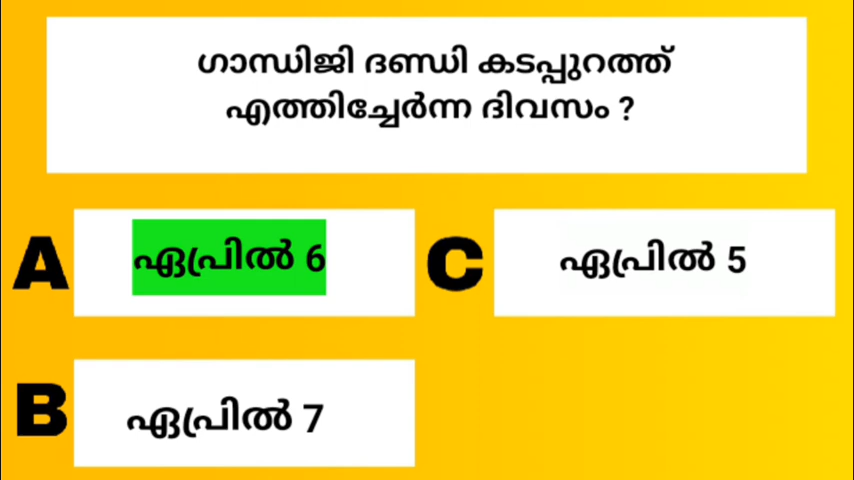 ഗാന്ധിജി ദണ്ഡി കടപ്പുറത്ത്
എത്തിച്ചേർന്ന ദിവസം ?
A ഏപ്രിൽ 6
C ഏപ്രിൽ 5
B ഏപ്രിൽ 7